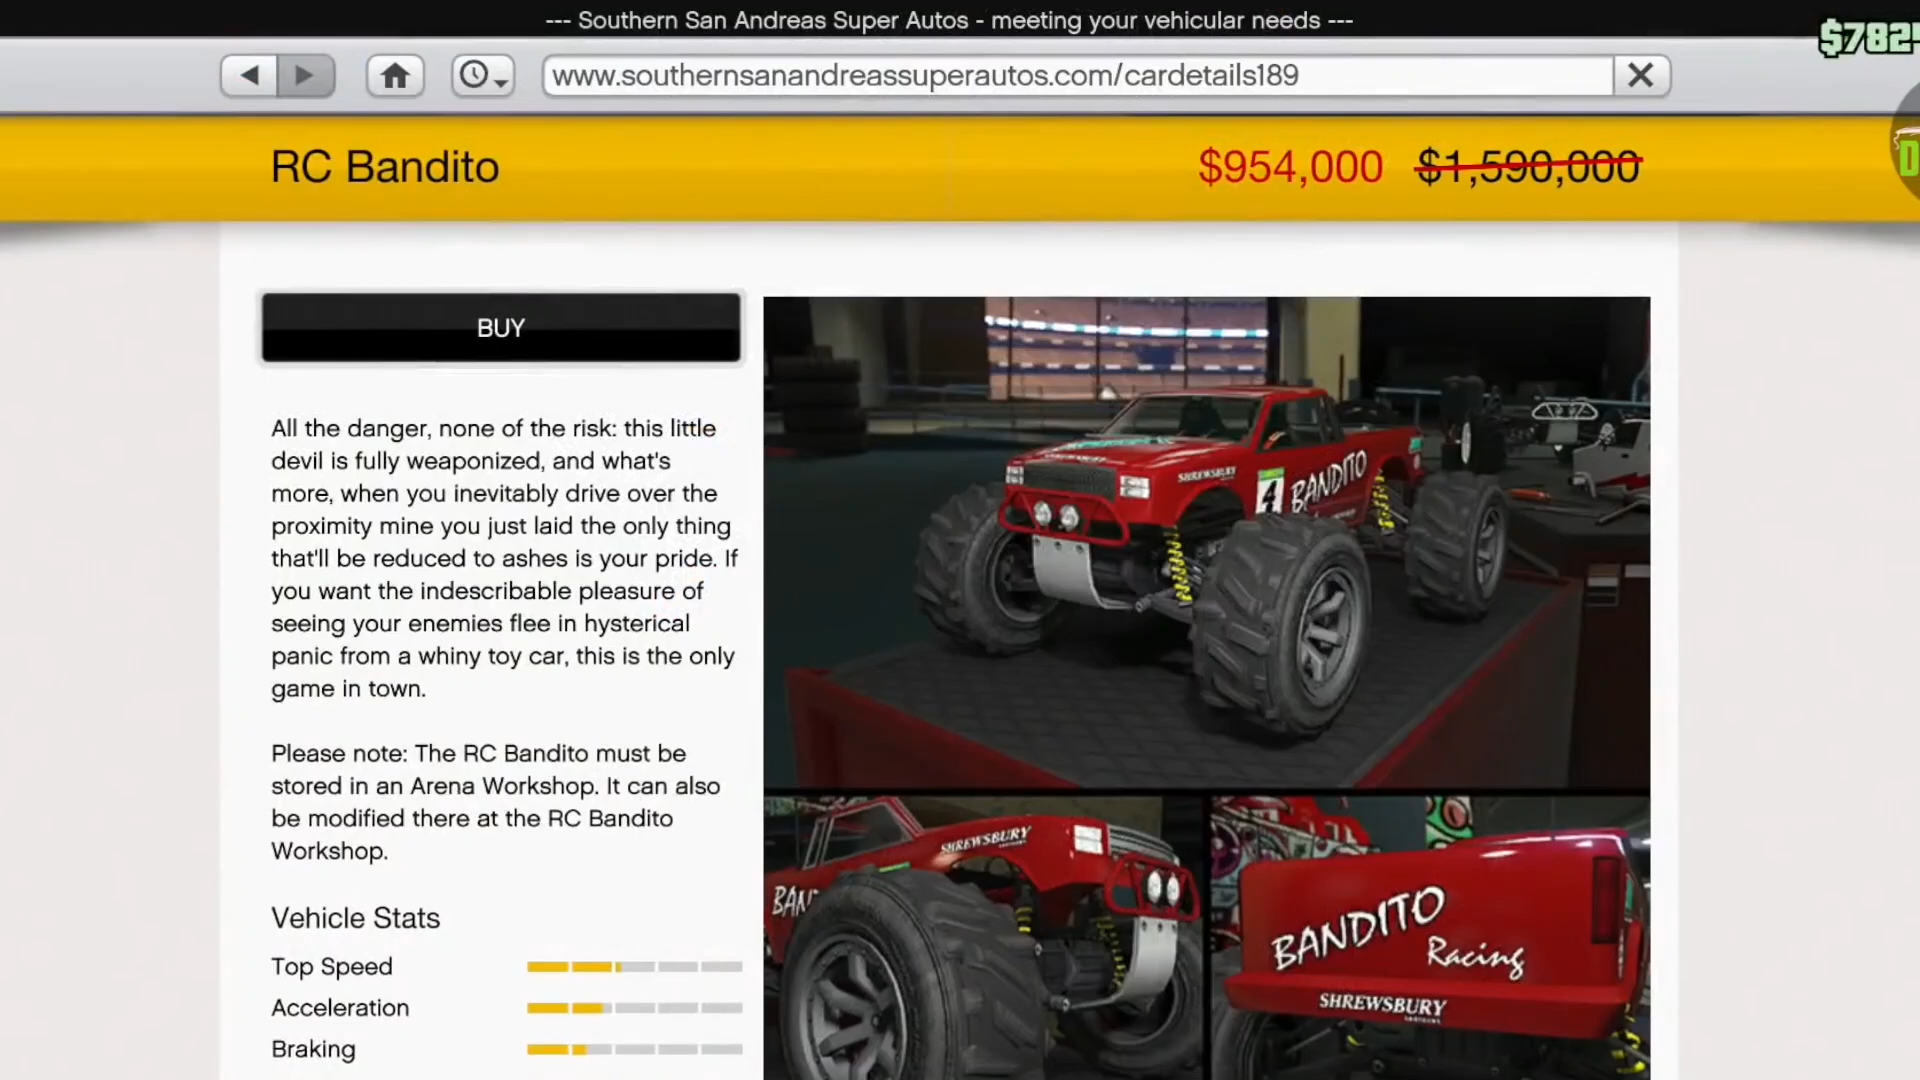 --- Southern San Andreas Super Autos - meeting your vehicular needs ---
www.southernsanandreassuperautos.com/cardetails189
RC Bandito
$954,000 $1,590,000
BUY
All the danger, none of the risk: this little
devil is fully weaponized, and what's
more, when you inevitably drive over the
proximity mine you just laid the only thing
that'll be reduced to ashes is your pride. If
you want the indescribable pleasure of
seeing your enemies flee in hysterical
panic from a whiny toy car, this is the only
game in town.
Please note: The RC Bandito must be
stored in an Arena Workshop. It can also
be modified there at the RC Bandito
Workshop.
Vehicle Stats
Top Speed
Acceleration
Braking
SHREWSBURY
4
BANDITO
SHREWSBURY
BANDITO
Racing
SHREWSBURY